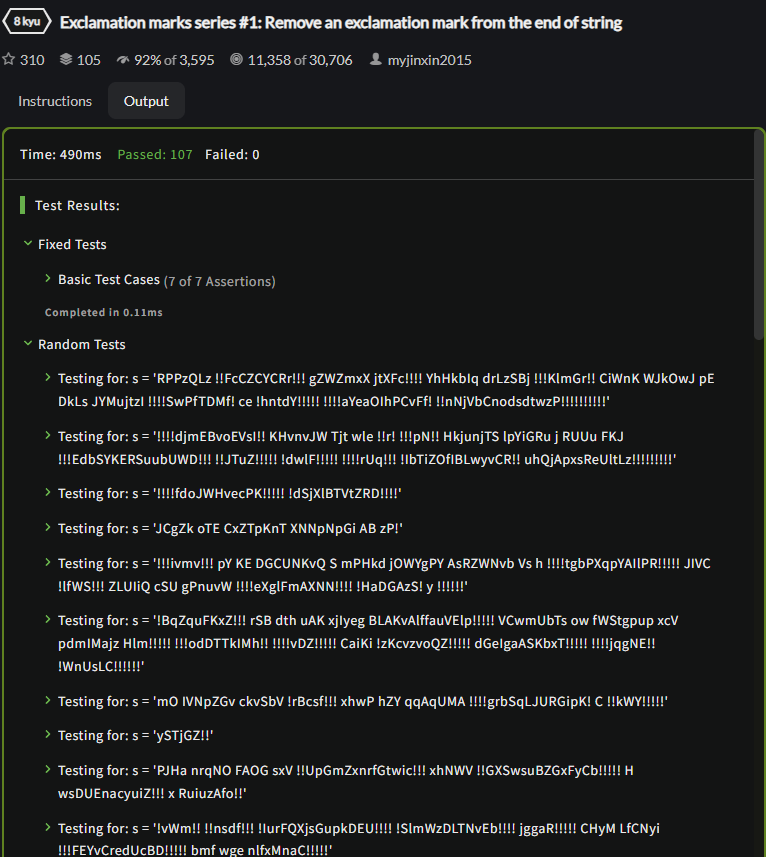 8 kyu Exclamation marks series #1: Remove an exclamation mark from the end of string
310 105 92% of 3,595 11,358 of 30,706 myjinxin2015
Instructions Output
Time: 490ms Passed: 107 Failed: 0
Test Results:
Fixed Tests
Basic Test Cases (7 of 7 Assertions)
Completed in 0.11ms
Random Tests
Testing for: s = 'RPPzQLz !!FcCZCYCRr!!! gZWZmxX jtXFc!!!! YhHkbIq drLzSBj !!!KlmGr!! CiWnK WJkOwJ pE
DkLs JYMujtzI !!!!SwPfTDMf! ce !hntdY!!!!! !!!!aYeaOIhPCvFf! !!nNjVbCnodsdtwzP!!!!!!!!!!'
Testing for: s = '!!!!djmEBvoEVsI!! KHvnvJW Tjt wle !!r! !!!pN!! HkjunjTS lpYiGRu j RUUu FKJ
!!!EdbSYKERSuubUWD!!! !!JTuZ!!!!! !dwlF!!!!! !!!!rUq!!! !IbTiZOfIBLwyvCR!! uhQjApxsReUltLz!!!!!!!!!'
Testing for: s = '!!!!fdoJWHvecPK!!!!! !dSjXlBTVtZRD!!!!'
Testing for: s = 'JCgZk oTE CxZTpKnT XNNpNpGi AB zP!'
Testing for: s = '!!!ivmv!!! pY KE DGCUNKvQ S mPHkd jOWYgPY AsRZWNvb Vs h !!!!tgbPXqpYAIlPR!!!!! JIVC
!lfWS!!! ZLUIiQ cSU gPnuvW !!!!eXglFmAXNN!!!! !HaDGAzS! y !!!!!!'
Testing for: s = '!BqZquFKxZ!!! rSB dth uAK xjIyeg BLAKvAlffauVElp!!!!! VCwmUbTs ow fWStgpup xcV
pdmIMajz Hlm!!!!! !!!odDTTkIMh!! !!!!vDZ!!!!! CaiKi !zKcvzvoQZ!!!!! dGeIgaASKbxT!!!!! !!!!jqgNE!!
!WnUsLC!!!!!!'
Testing for: s = 'mO IVNpZGv ckvSbV !rBcsf!!! xhwP hZY qqAqUMA !!!!grbSqLJURGipK! C !!kWY!!!!!'
Testing for: s = 'ySTjGZ!!'
Testing for: s = 'PJHa nrqNO FAOG sxV !!UpGmZxnrfGtwic!!! xhNWV !!GXSwsuBZGxFyCb!!!!! H
wsDUEnacyuiZ!!! x RuiuzAfo!!'
Testing for: s = '!vWm!! !!nsdf!!! !IurFQXjsGupkDEU!!!! !SlmWzDLTNvEb!!!! jggaR!!!!! CHyM LfCNyi
!!!FEYvCredUcBD!!!!! bmf wge nlfxMnaC!!!!!'